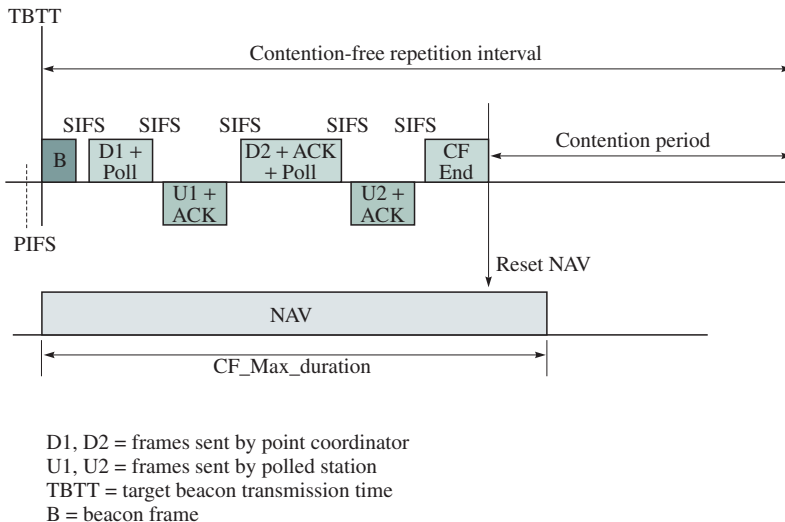 TBTT
Contention-free repetition interval
SIFS SIFS SIFS SIFS SIFS
Contention period
B
D1 +
Poll
D2 + ACK
+ Poll
CF
End
U1 +
ACK
U2 +
ACK
PIFS
Reset NAV
NAV
CF_Max_duration
D1, D2 = frames sent by point coordinator
U1, U2 = frames sent by polled station
TBTT = target beacon transmission time
B = beacon frame